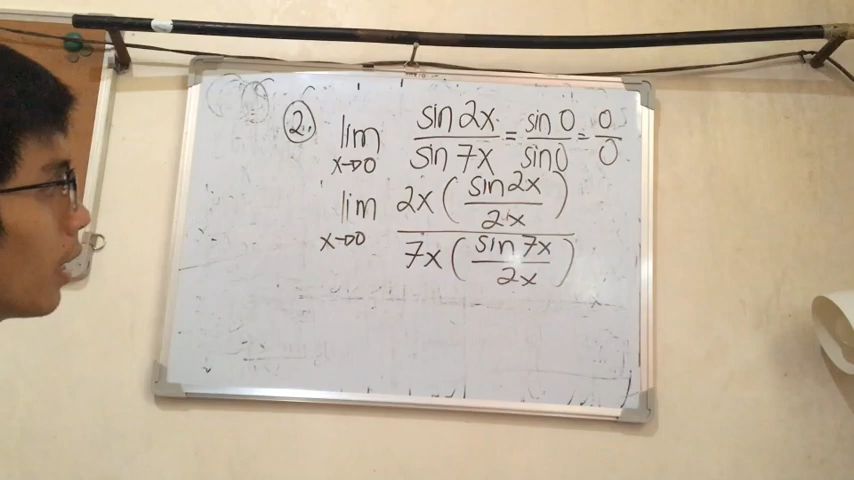 2. lim x→0 sin 2x / sin 7x = sin 0 / sin 0 = 0 / 0
lim x→0 2x ( sin 2x / 2x ) / 7x ( sin 7x / 2x )